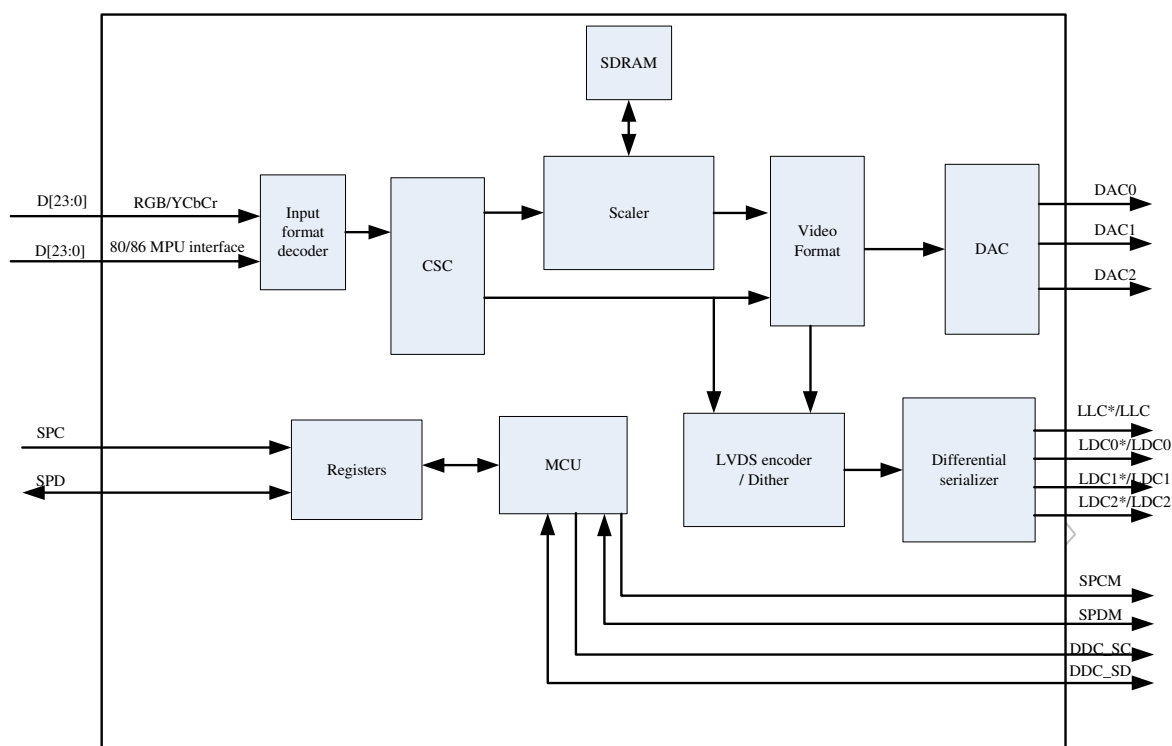 SDRAM
D[23:0]
RGB/YCbCr
D[23:0]
80/86 MPU interface
Input
format
decoder
CSC
Scaler
Video
Format
DAC
DAC0
DAC1
DAC2
SPC
SPD
Registers
MCU
LVDS encoder
/ Dither
Differential
serializer
LLC*/LLC
LDC0*/LDC0
LDC1*/LDC1
LDC2*/LDC2
SPCM
SPDM
DDC_SC
DDC_SD